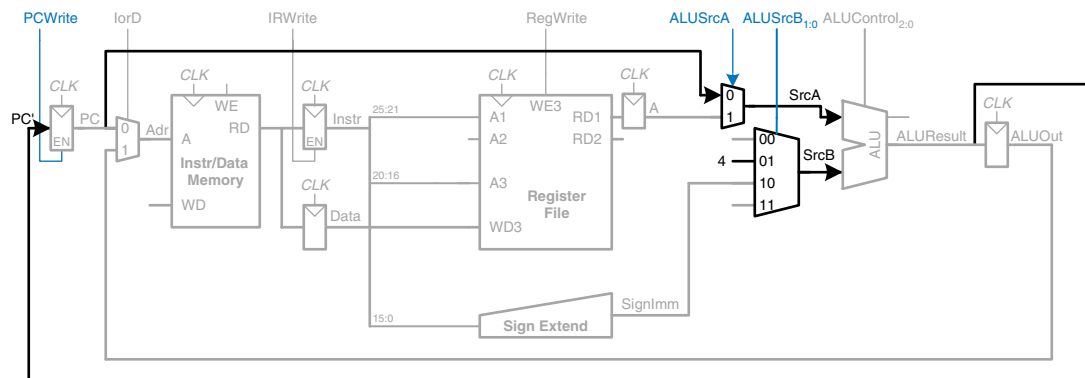 PCWrite IorD IRWrite RegWrite ALUSrcA ALUSrcB1:0 ALUControl2:0
CLK CLK CLK CLK CLK CLK
PC' PC EN 0 1 Adr
WE A RD Instr/Data Memory WD
EN Instr
CLK Data
25:21
20:16
15:0
WE3 A1 RD1 A2 RD2 A3 Register File WD3
A
0 1 SrcA
00
4 01 SrcB
10
11
ALU ALUResult ALUOut
SignImm
Sign Extend